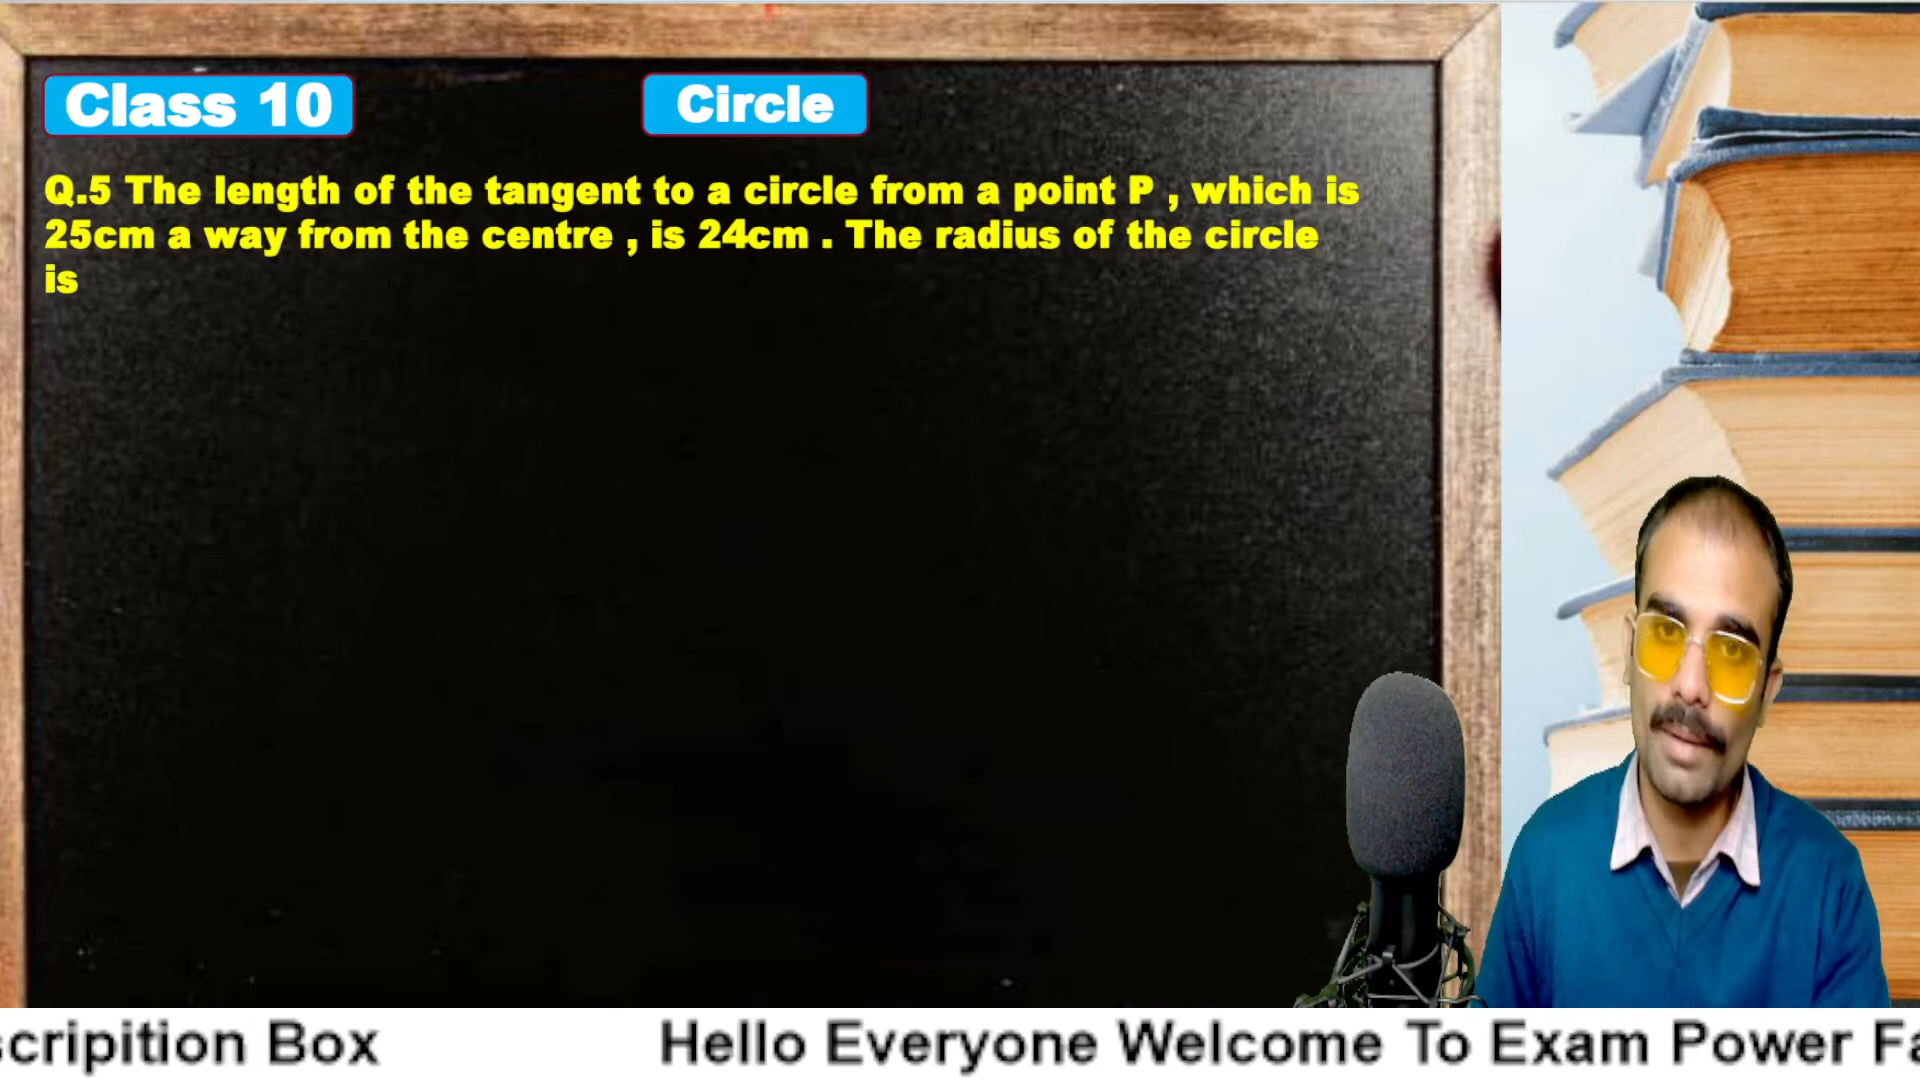 Class 10
Circle
Q.5 The length of the tangent to a circle from a point P , which is
25cm a way from the centre , is 24cm . The radius of the circle
is
scripition Box Hello Everyone Welcome To Exam Power Fa